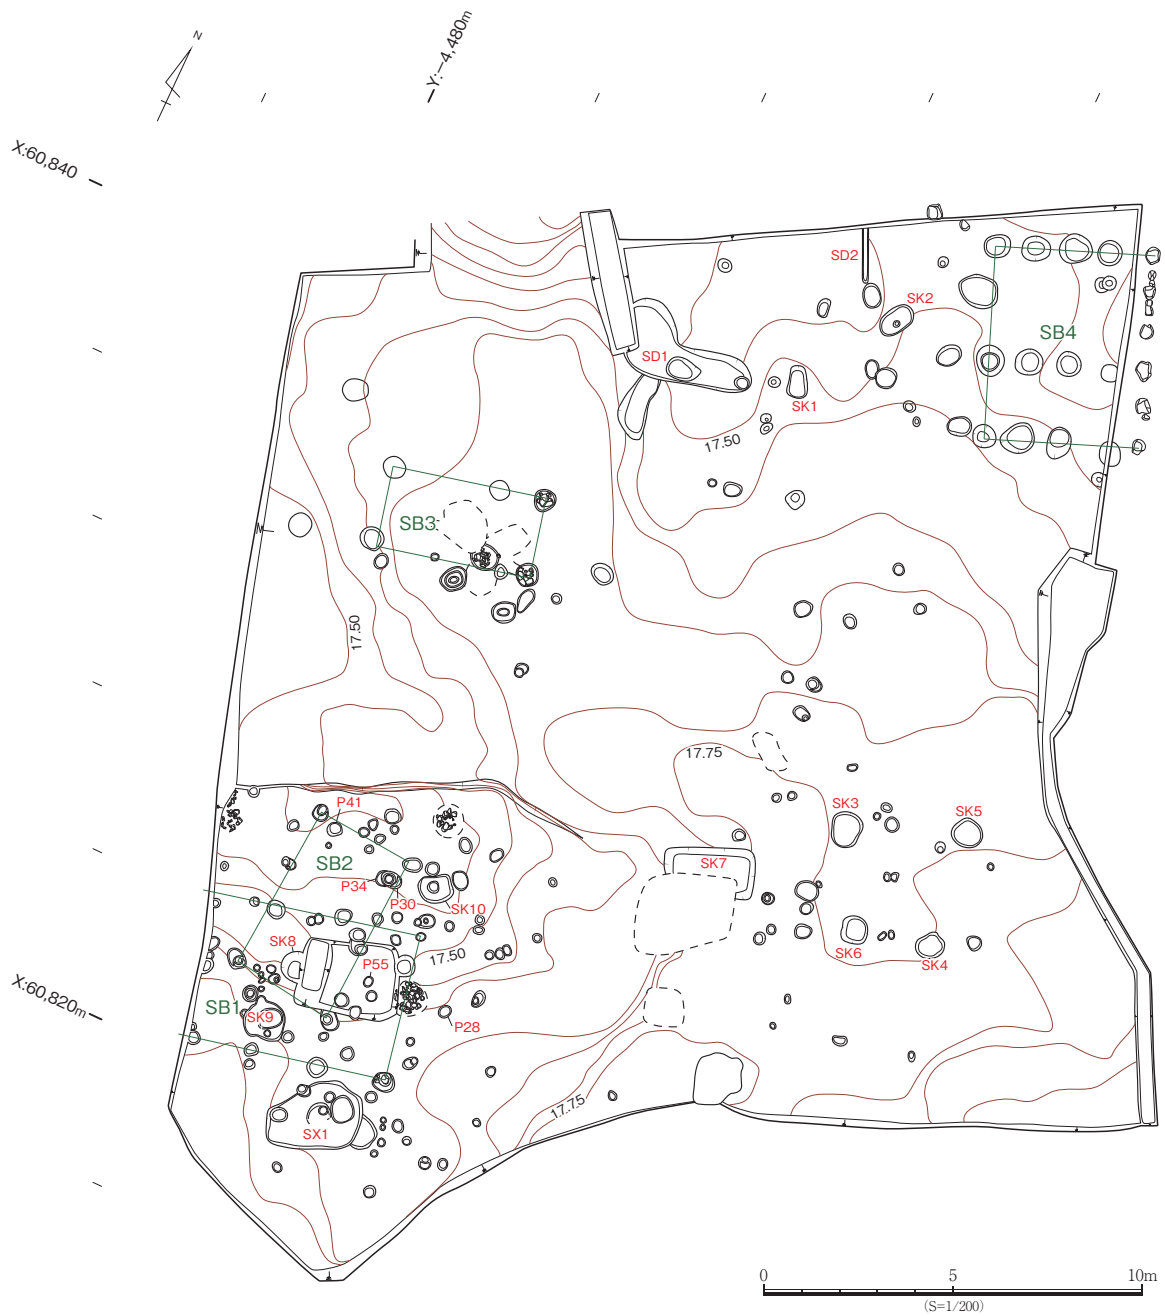 N
Y:−4,480m
X:60,840
SD2
SK2
SB4
SD1
SK1
17.50
SB3
17.50
17.75
P41
SK3
SK5
SB2
SK7
P34
P30
SK10
SK8
SK6
SK4
17.50
P55
X:60,820m
SB1
SK9
P28
17.75
SX1
0 5 10m
(S=1/200)